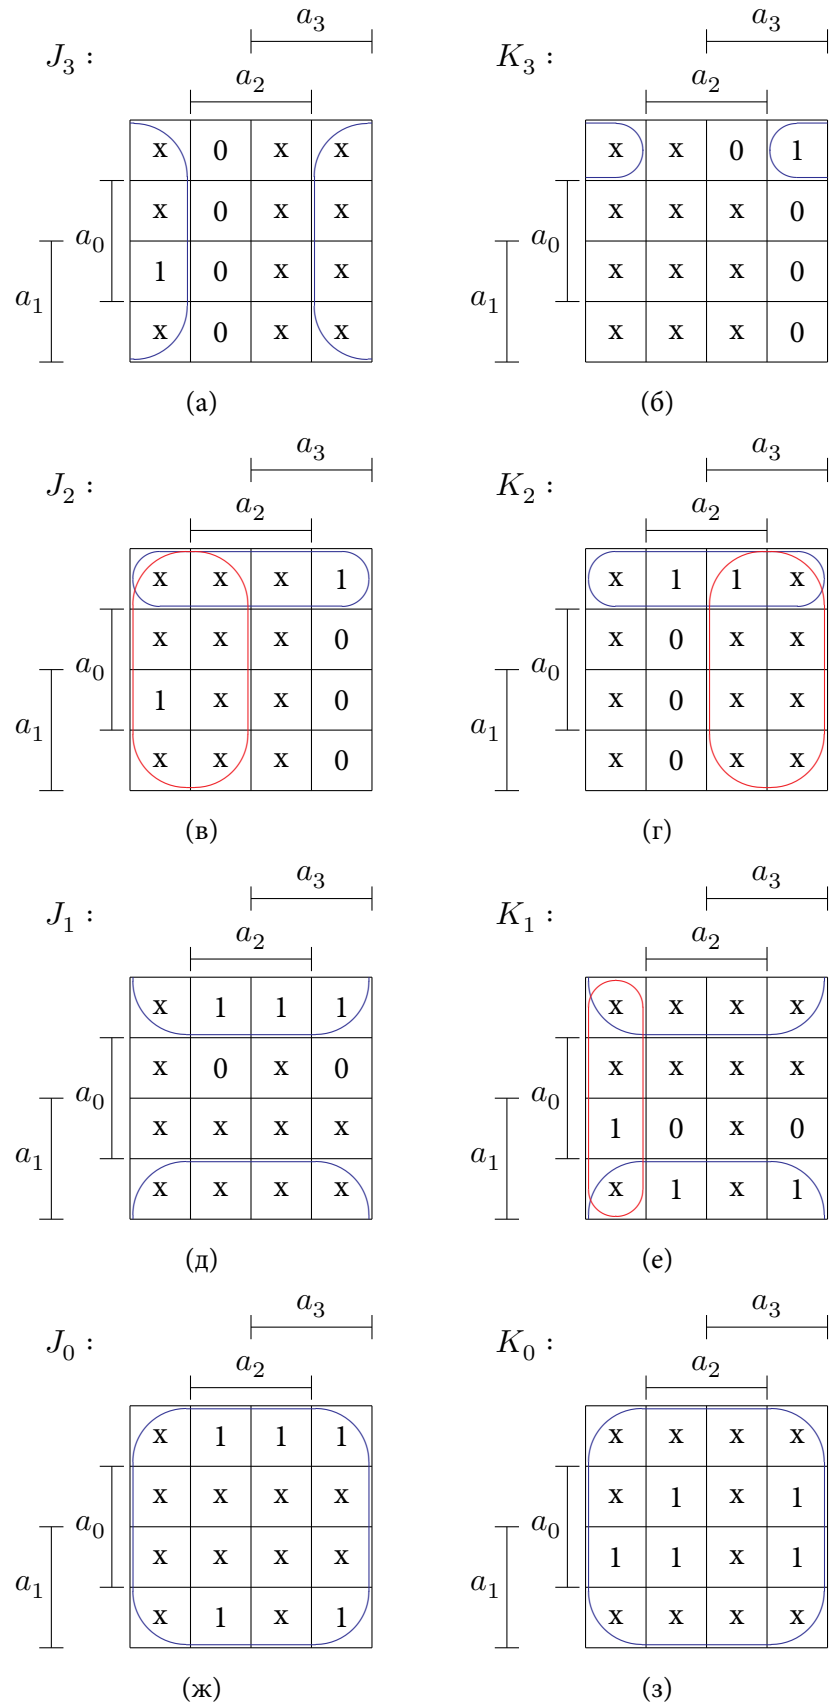 a₃ a₃
J₃ : K₃ :
a₂ a₂
x 0 x x x x 0 1
x 0 x x x x x 0
a₀ a₀
1 0 x x x x x 0
a₁ a₁
x 0 x x x x x 0
(а) (б)
a₃ a₃
J₂ : K₂ :
a₂ a₂
x x x 1 x 1 1 x
x x x 0 x 0 x x
a₀ a₀
1 x x 0 x 0 x x
a₁ a₁
x x x 0 x 0 x x
(в) (г)
a₃ a₃
J₁ : K₁ :
a₂ a₂
x 1 1 1 x x x x
x 0 x 0 x x x x
a₀ a₀
x x x x 1 0 x 0
a₁ a₁
x x x x x 1 x 1
(д) (е)
a₃ a₃
J₀ : K₀ :
a₂ a₂
x 1 1 1 x x x x
x x x x x 1 x 1
a₀ a₀
x x x x 1 1 x 1
a₁ a₁
x 1 x 1 x x x x
(ж) (з)